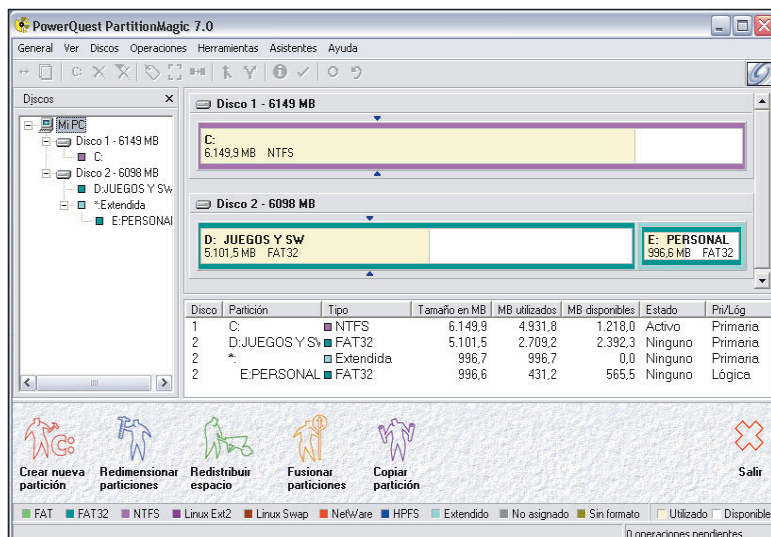 PowerQuest PartitionMagic 7.0
General Ver Discos Operaciones Herramientas Asistentes Ayuda
C:
Discos
Mi PC
Disco 1 - 6149 MB
C:
Disco 2 - 6098 MB
D:JUEGOS Y SW
*:Extendida
E:PERSONAL
Disco 1 - 6149 MB
C:
6.149,9 MB NTFS
Disco 2 - 6098 MB
D: JUEGOS Y SW
5.101,5 MB FAT32
E: PERSONAL
996,6 MB FAT32
Disco Partición Tipo Tamaño en MB MB utilizados MB disponibles Estado Pri/Lóg
1 C: NTFS 6.149,9 4.931,8 1.218,0 Activo Primaria
2 D:JUEGOS Y SW FAT32 5.101,5 2.709,2 2.392,3 Ninguno Primaria
2 *: Extendida 996,7 996,7 0,0 Ninguno Primaria
2 E:PERSONAL FAT32 996,6 431,2 565,5 Ninguno Lógica
C:
Crear nueva partición
Redimensionar particiones
Redistribuir espacio
Fusionar particiones
Copiar partición
Salir
FAT FAT32 NTFS Linux Ext2 Linux Swap NetWare HPFS Extendido No asignado Sin formato Utilizado Disponible
0 operaciones pendientes